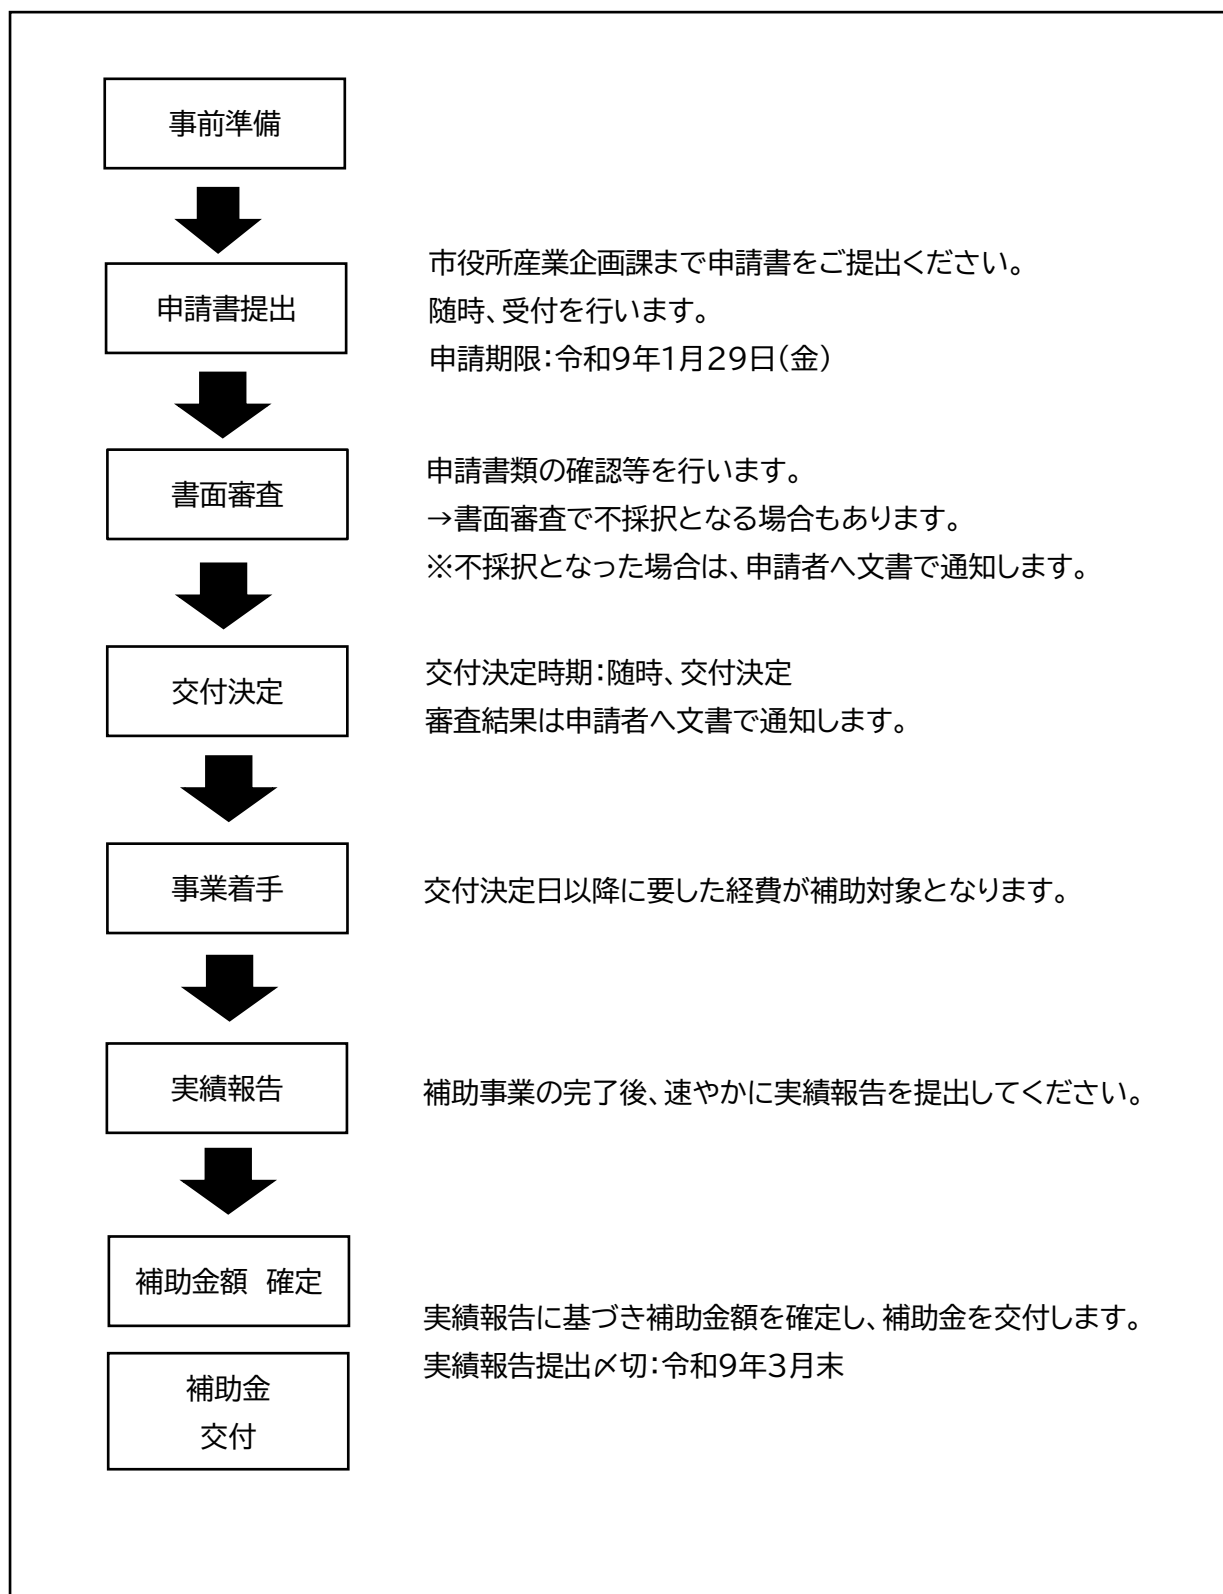 事前準備
申請書提出
市役所産業企画課まで申請書をご提出ください。
随時、受付を行います。
申請期限：令和9年1月29日（金）
書面審査
申請書類の確認等を行います。
→書面審査で不採択となる場合もあります。
※不採択となった場合は、申請者へ文書で通知します。
交付決定
交付決定時期：随時、交付決定
審査結果は申請者へ文書で通知します。
事業着手
交付決定日以降に要した経費が補助対象となります。
実績報告
補助事業の完了後、速やかに実績報告を提出してください。
補助金額　確定
実績報告に基づき補助金額を確定し、補助金を交付します。
実績報告提出〆切：令和9年3月末
補助金
交付